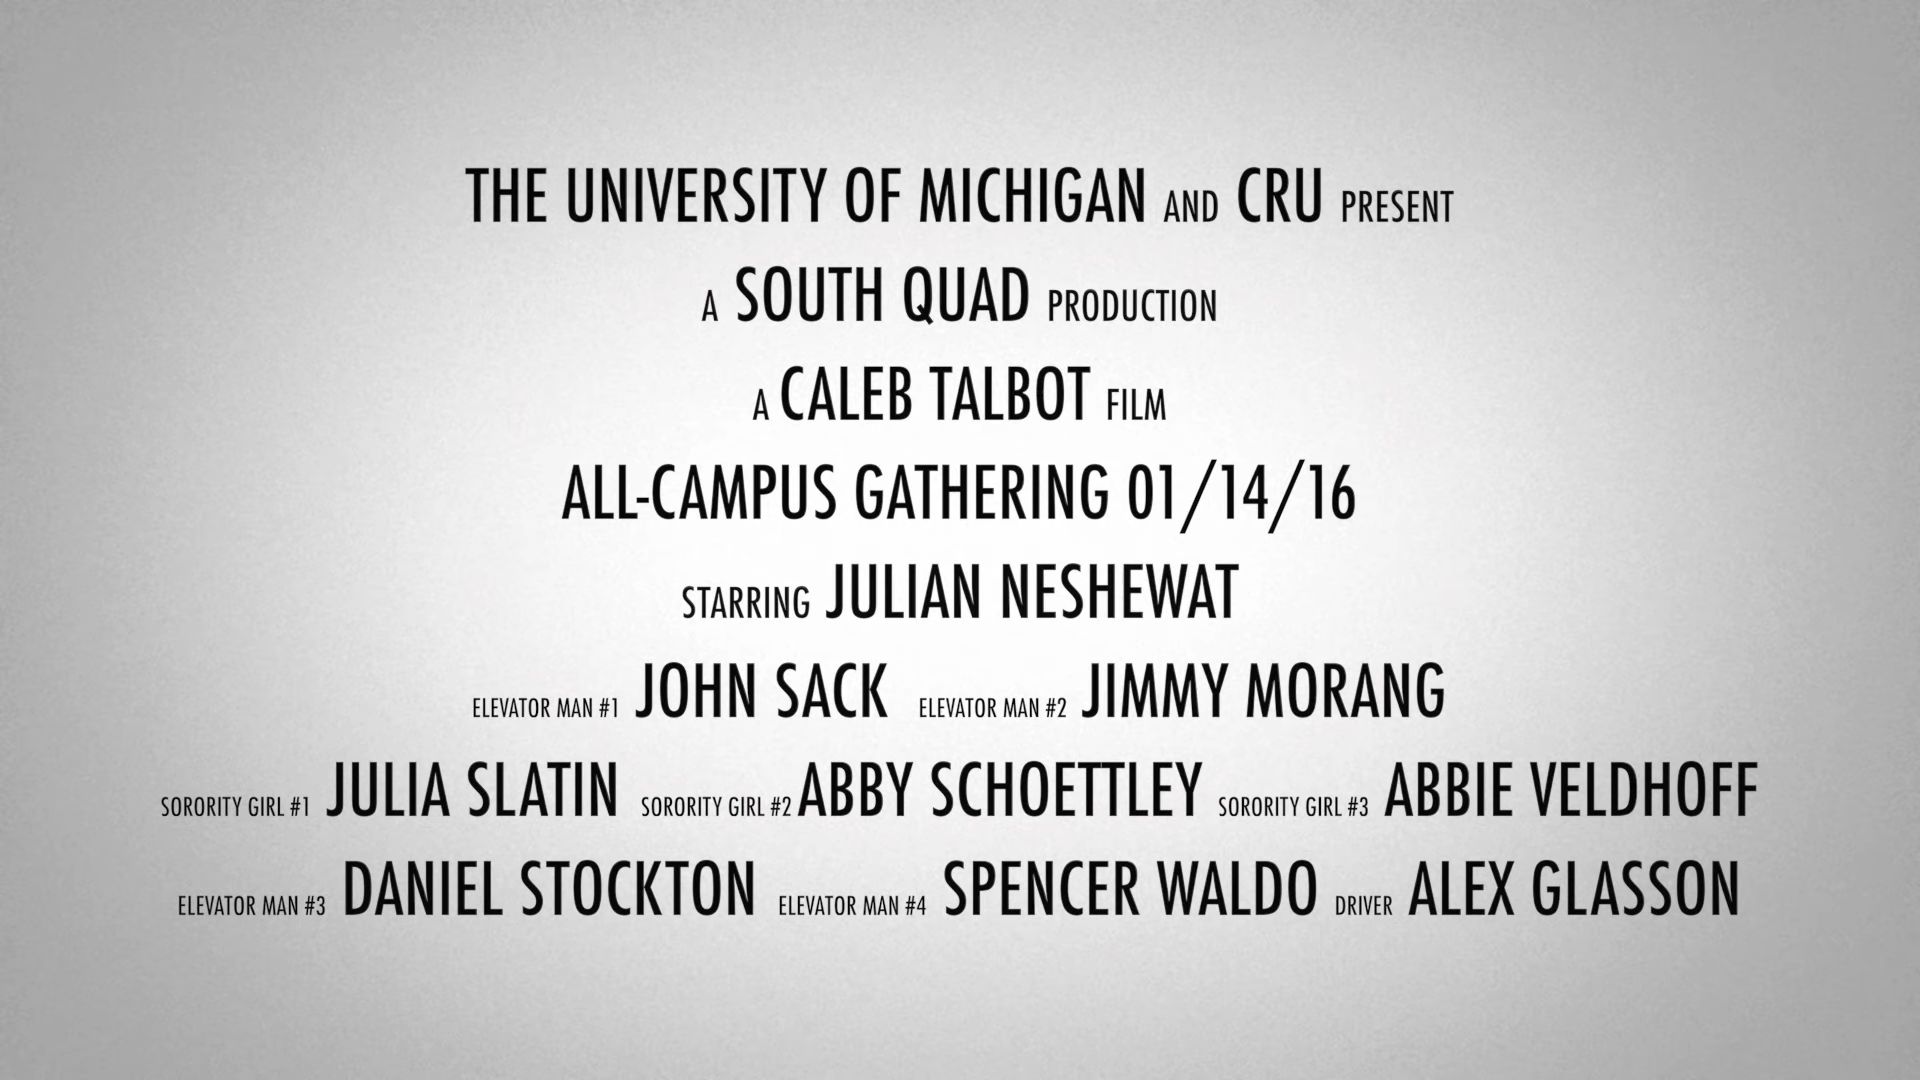 THE UNIVERSITY OF MICHIGAN AND CRU PRESENT
A SOUTH QUAD PRODUCTION
A CALEB TALBOT FILM
ALL-CAMPUS GATHERING 01/14/16
STARRING JULIAN NESHEWAT
ELEVATOR MAN #1 JOHN SACK ELEVATOR MAN #2 JIMMY MORANG
SORORITY GIRL #1 JULIA SLATIN SORORITY GIRL #2 ABBY SCHOETTLEY SORORITY GIRL #3 ABBIE VELDHOFF
ELEVATOR MAN #3 DANIEL STOCKTON ELEVATOR MAN #4 SPENCER WALDO DRIVER ALEX GLASSON